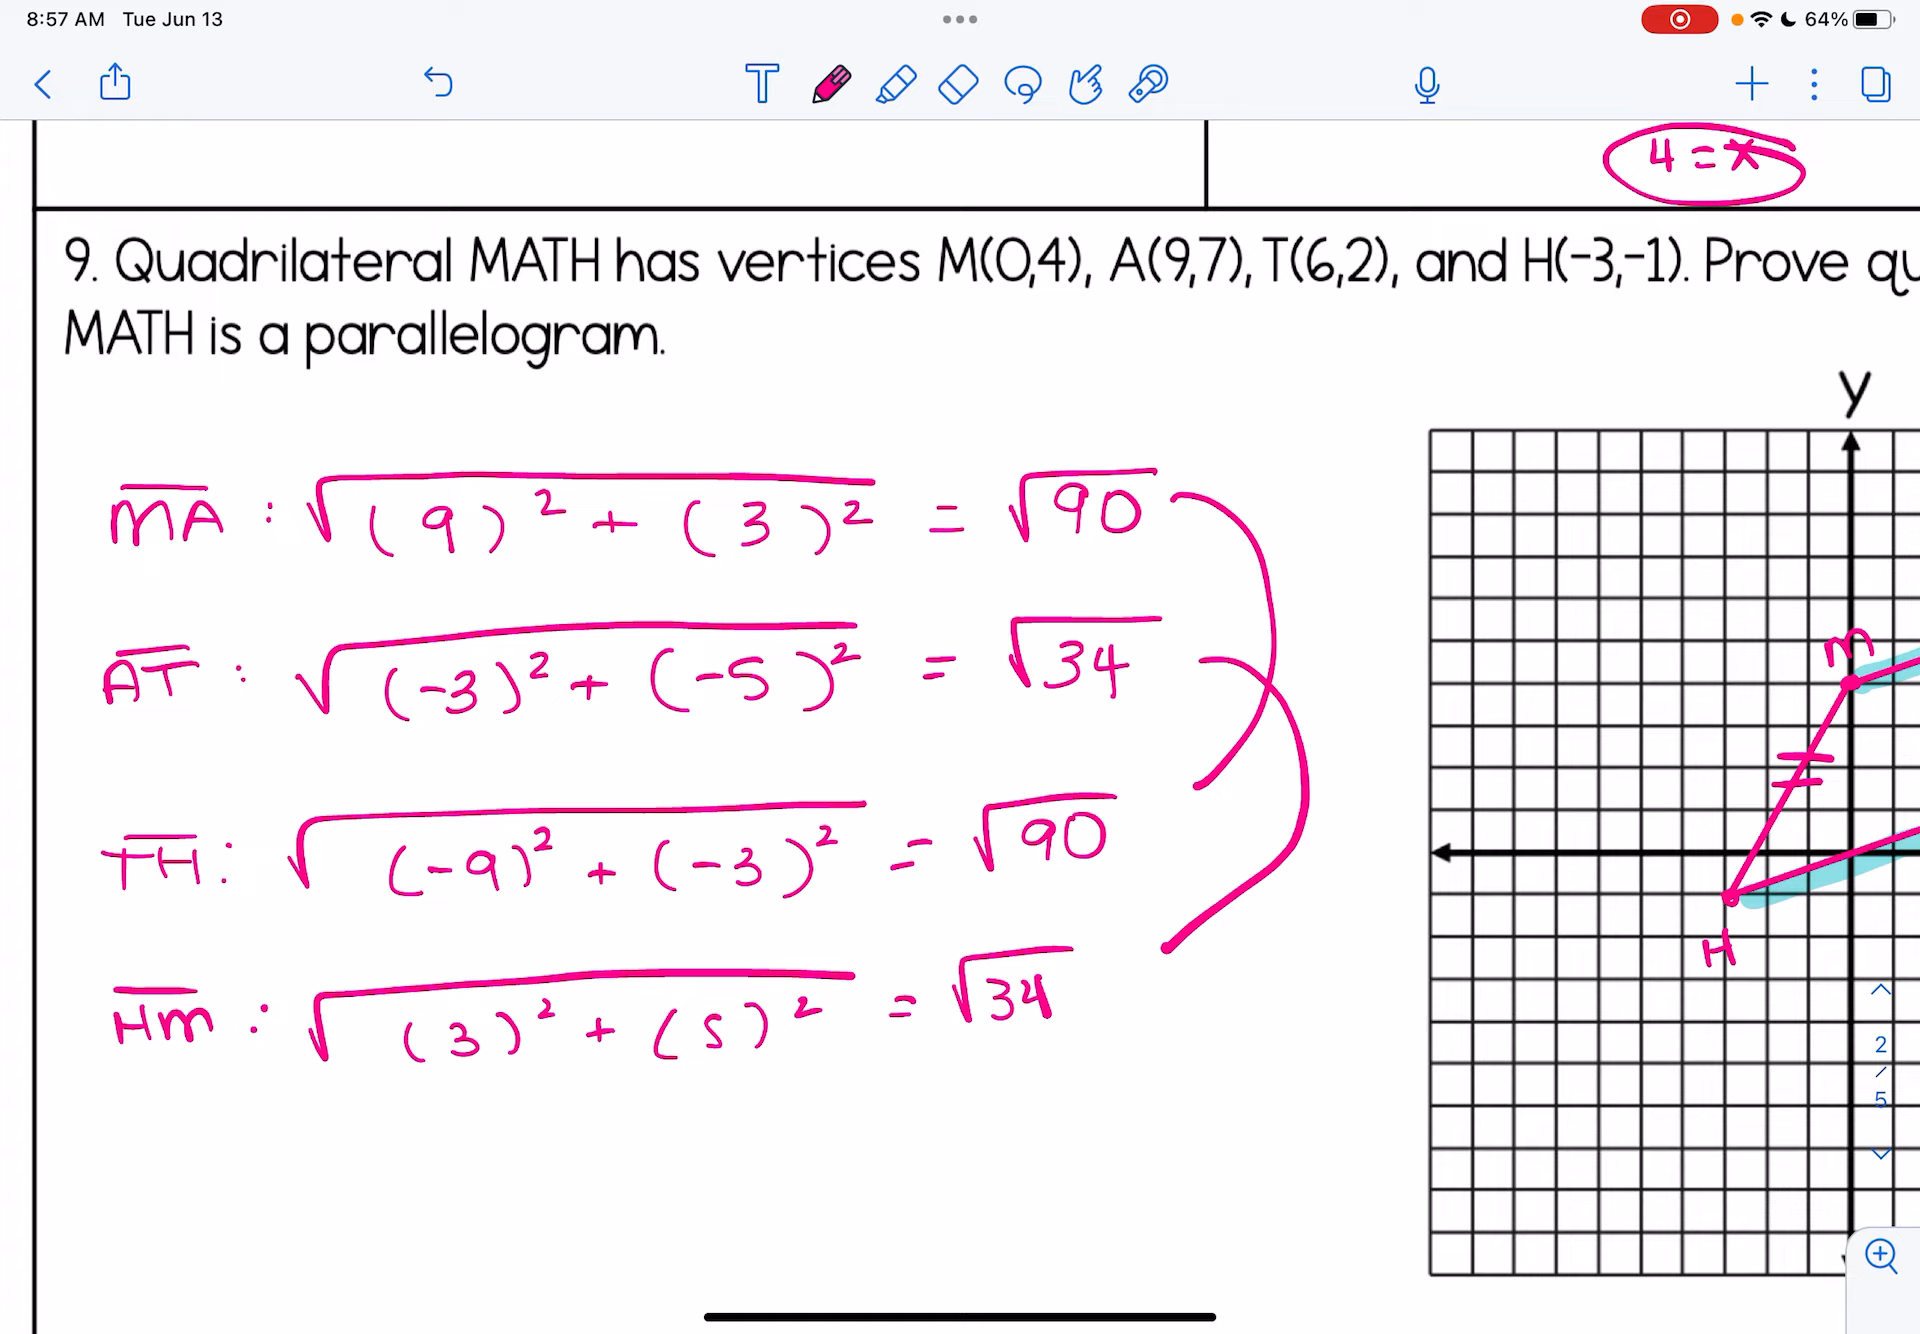 8:57 AM Tue Jun 13
64%
T
4 = x
9. Quadrilateral MATH has vertices M(0,4), A(9,7), T(6,2), and H(-3,-1). Prove qu
MATH is a parallelogram.
y
MA : √(9)² + (3)² = √90
AT : √(-3)² + (-5)² = √34
M
TH : √(-9)² + (-3)² = √90
H
HM : √(3)² + (5)² = √34
2
/
5